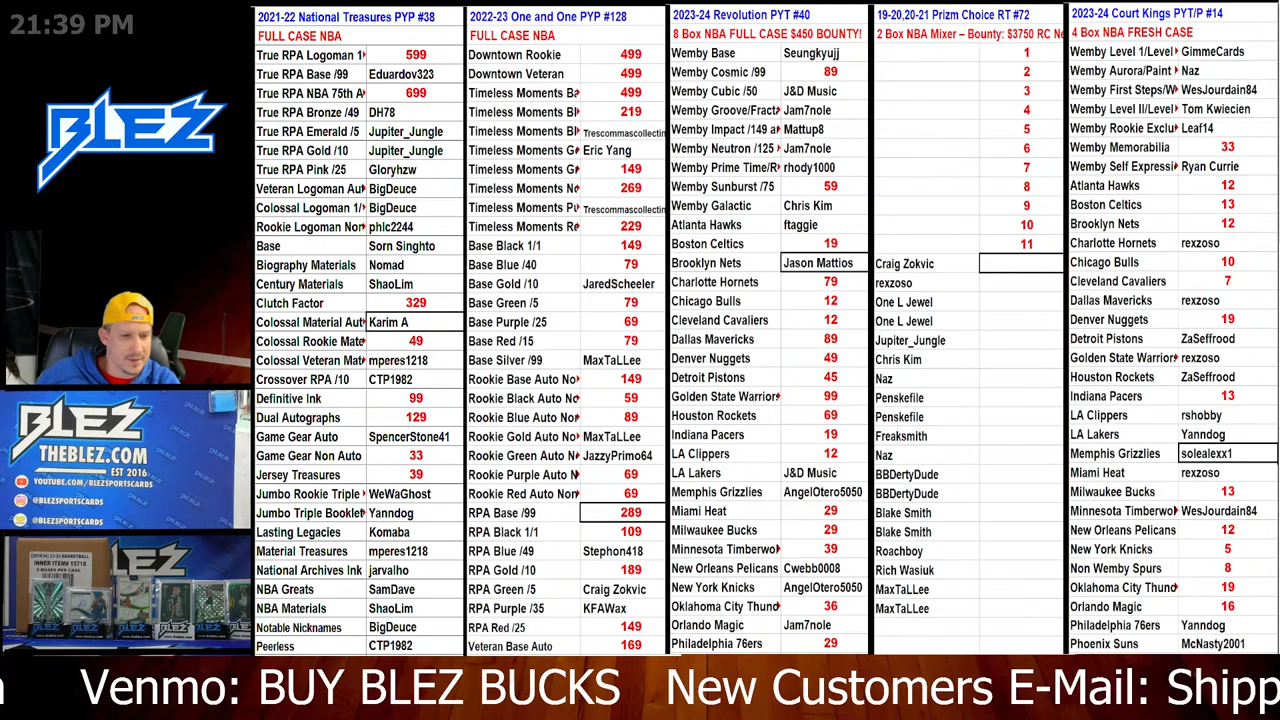 21:39 PM
BLEZ
BLEZ
THEBLEZ.COM
EST 2016
YOUTUBE.COM/BLEZSPORTSCARDS
@BLEZSPORTSCARDS
@BLEZSPORTSCARDS
2021-22 National Treasures PYP #38
FULL CASE NBA
True RPA Logoman 1 599
True RPA Base /99 Eduardov323
True RPA NBA 75th A 699
True RPA Bronze /49 DH78
True RPA Emerald /5 Jupiter_Jungle
True RPA Gold /10 Jupiter_Jungle
True RPA Pink /25 Gloryhzw
Veteran Logoman Au BigDeuce
Colossal Logoman 1/ BigDeuce
Rookie Logoman Non phlc2244
Base Sorn Singhto
Biography Materials Nomad
Century Materials ShaoLim
Clutch Factor 329
Colossal Material Aut Karim A
Colossal Rookie Mate 49
Colossal Veteran Mat mperes1218
Crossover RPA /10 CTP1982
Definitive Ink 99
Dual Autographs 129
Game Gear Auto SpencerStone41
Game Gear Non Auto 33
Jersey Treasures 39
Jumbo Rookie Triple WeWaGhost
Jumbo Triple Booklet Yanndog
Lasting Legacies Komaba
Material Treasures mperes1218
National Archives Ink jarvalho
NBA Greats SamDave
NBA Materials ShaoLim
Notable Nicknames BigDeuce
Peerless CTP1982
2022-23 One and One PYP #128
FULL CASE NBA
Downtown Rookie 499
Downtown Veteran 499
Timeless Moments Ba 499
Timeless Moments Bl 219
Timeless Moments Bl Trescommascollectin
Timeless Moments G Eric Yang
Timeless Moments G 149
Timeless Moments No 269
Timeless Moments Pu Trescommascollectin
Timeless Moments Re 229
Base Black 1/1 149
Base Blue /40 79
Base Gold /10 JaredScheeler
Base Green /5 79
Base Purple /25 69
Base Red /15 79
Base Silver /99 MaxTaLLee
Rookie Base Auto No 149
Rookie Black Auto No 59
Rookie Blue Auto Non 89
Rookie Gold Auto No MaxTaLLee
Rookie Green Auto N JazzyPrimo64
Rookie Purple Auto N 69
Rookie Red Auto Non 69
RPA Base /99 289
RPA Black 1/1 109
RPA Blue /49 Stephon418
RPA Gold /10 189
RPA Green /5 Craig Zokvic
RPA Purple /35 KFAWax
RPA Red /25 149
Veteran Base Auto 169
2023-24 Revolution PYT #40
8 Box NBA FULL CASE $450 BOUNTY!
Wemby Base Seungkyujj
Wemby Cosmic /99 89
Wemby Cubic /50 J&D Music
Wemby Groove/Fract Jam7nole
Wemby Impact /149 a Mattup8
Wemby Neutron /125 Jam7nole
Wemby Prime Time/R rhody1000
Wemby Sunburst /75 59
Wemby Galactic Chris Kim
Atlanta Hawks ftaggie
Boston Celtics 19
Brooklyn Nets Jason Mattios
Charlotte Hornets 79
Chicago Bulls 12
Cleveland Cavaliers 12
Dallas Mavericks 89
Denver Nuggets 49
Detroit Pistons 45
Golden State Warriors 99
Houston Rockets 69
Indiana Pacers 19
LA Clippers 12
LA Lakers J&D Music
Memphis Grizzlies AngelOtero5050
Miami Heat 29
Milwaukee Bucks 29
Minnesota Timberwo 39
New Orleans Pelicans Cwebb0008
New York Knicks AngelOtero5050
Oklahoma City Thund 36
Orlando Magic Jam7nole
Philadelphia 76ers 29
19-20,20-21 Prizm Choice RT #72
2 Box NBA Mixer – Bounty: $3750 RC Ne
1
2
3
4
5
6
7
8
9
10
11
Craig Zokvic
rexzoso
One L Jewel
One L Jewel
Jupiter_Jungle
Chris Kim
Naz
Penskefile
Penskefile
Freaksmith
Naz
BBDertyDude
BBDertyDude
Blake Smith
Blake Smith
Roachboy
Rich Wasiuk
MaxTaLLee
MaxTaLLee
2023-24 Court Kings PYT/P #14
4 Box NBA FRESH CASE
Wemby Level 1/Level GimmeCards
Wemby Aurora/Paint Naz
Wemby First Steps/W WesJourdain84
Wemby Level II/Level Tom Kwiecien
Wemby Rookie Exclu Leaf14
Wemby Memorabilia 33
Wemby Self Expressi Ryan Currie
Atlanta Hawks 12
Boston Celtics 13
Brooklyn Nets 12
Charlotte Hornets rexzoso
Chicago Bulls 10
Cleveland Cavaliers 7
Dallas Mavericks rexzoso
Denver Nuggets 19
Detroit Pistons ZaSeffrood
Golden State Warrior rexzoso
Houston Rockets ZaSeffrood
Indiana Pacers 13
LA Clippers rshobby
LA Lakers Yanndog
Memphis Grizzlies solealexx1
Miami Heat rexzoso
Milwaukee Bucks 13
Minnesota Timberwo WesJourdain84
New Orleans Pelicans 12
New York Knicks 5
Non Wemby Spurs 8
Oklahoma City Thund 19
Orlando Magic 16
Philadelphia 76ers Yanndog
Phoenix Suns McNasty2001
Venmo: BUY BLEZ BUCKS New Customers E-Mail: Shipp